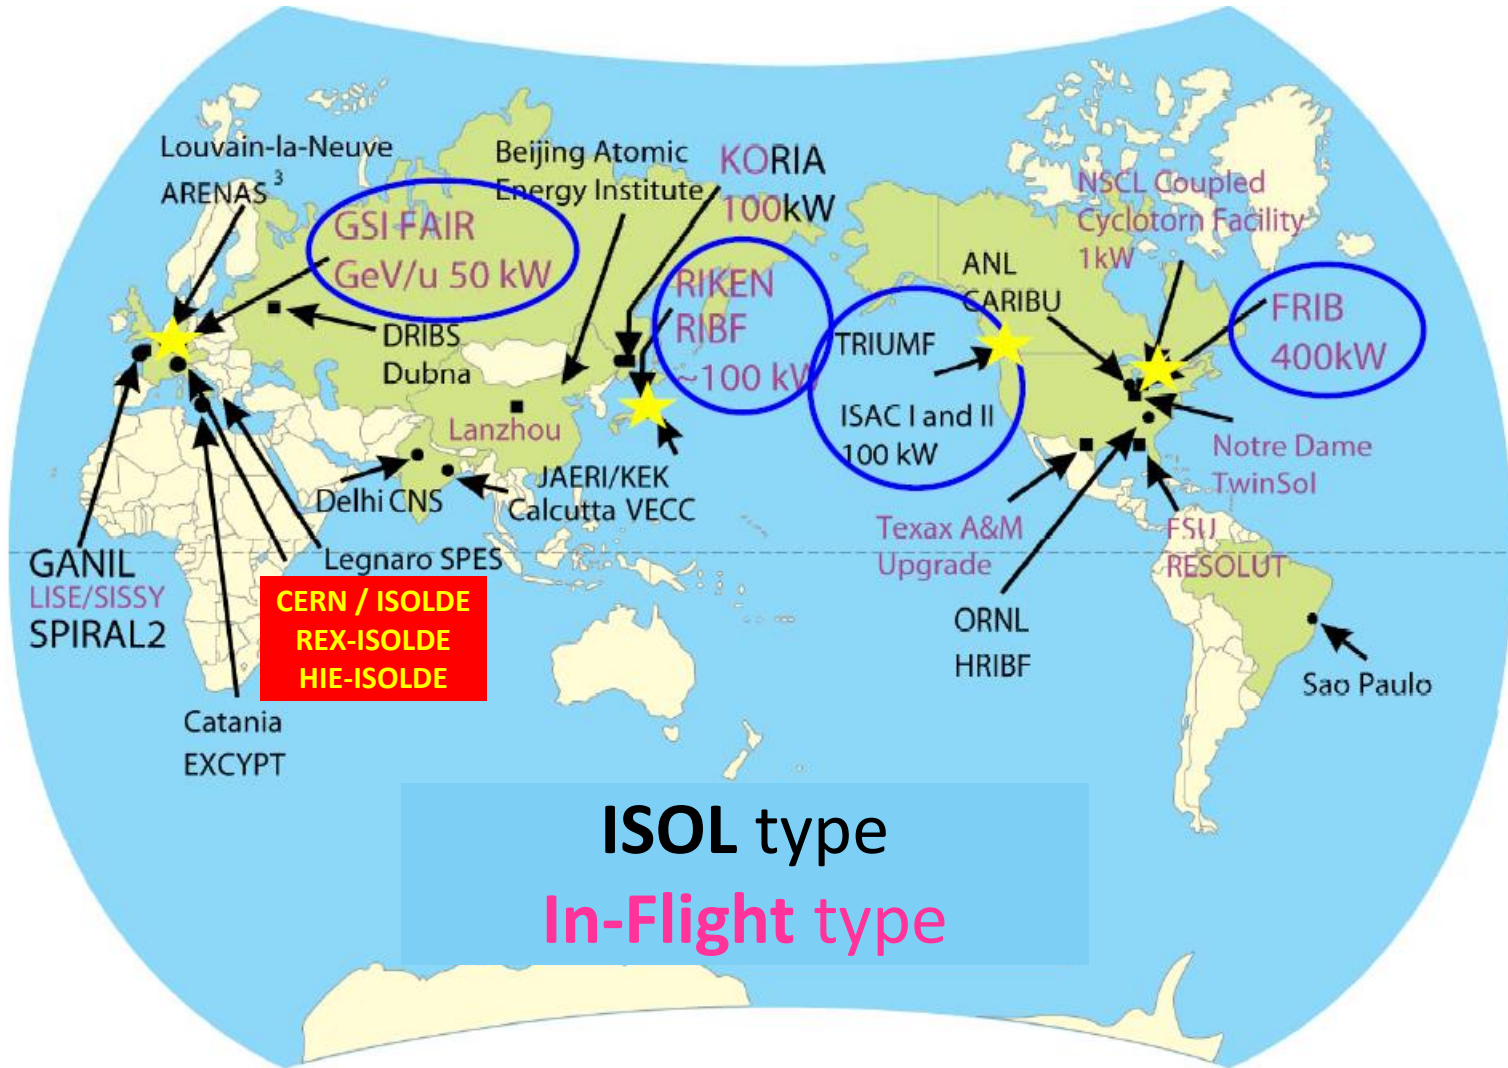 Louvain-la-Neuve
ARENAS³
GSI FAIR
GeV/u 50 kW
Beijing Atomic
Energy Institute
KORIA
100kW
NSCL Coupled
Cyclotorn Facility
1kW
RIKEN
RIBF
~100 kW
ANL
CARIBU
FRIB
400kW
DRIBS
Dubna
TRIUMF
ISAC I and II
100 kW
Lanzhou
Notre Dame
TwinSol
JAERI/KEK
Delhi CNS
Calcutta VECC
Texax A&M
Upgrade
FSU
RESOLUT
GANIL
LISE/SISSY
SPIRAL2
Legnaro SPES
CERN / ISOLDE
REX-ISOLDE
HIE-ISOLDE
ORNL
HRIBF
Sao Paulo
Catania
EXCYPT
ISOL type
In-Flight type